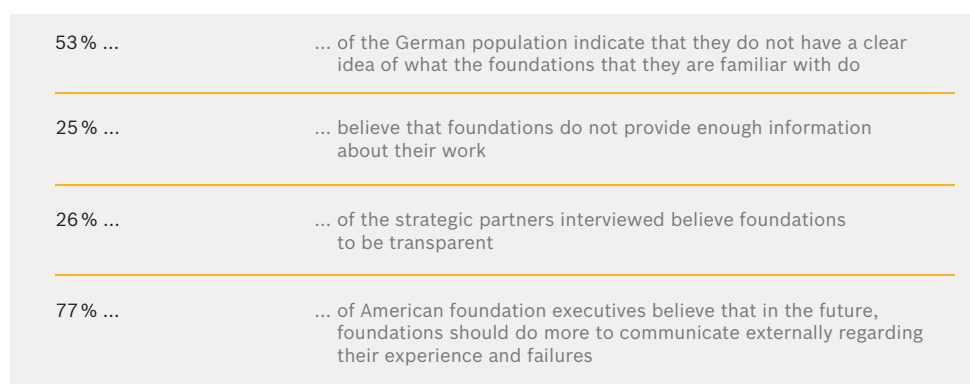 53 % ... ... of the German population indicate that they do not have a clear
idea of what the foundations that they are familiar with do
25 % ... ... believe that foundations do not provide enough information
about their work
26 % ... ... of the strategic partners interviewed believe foundations
to be transparent
77 % ... ... of American foundation executives believe that in the future,
foundations should do more to communicate externally regarding
their experience and failures